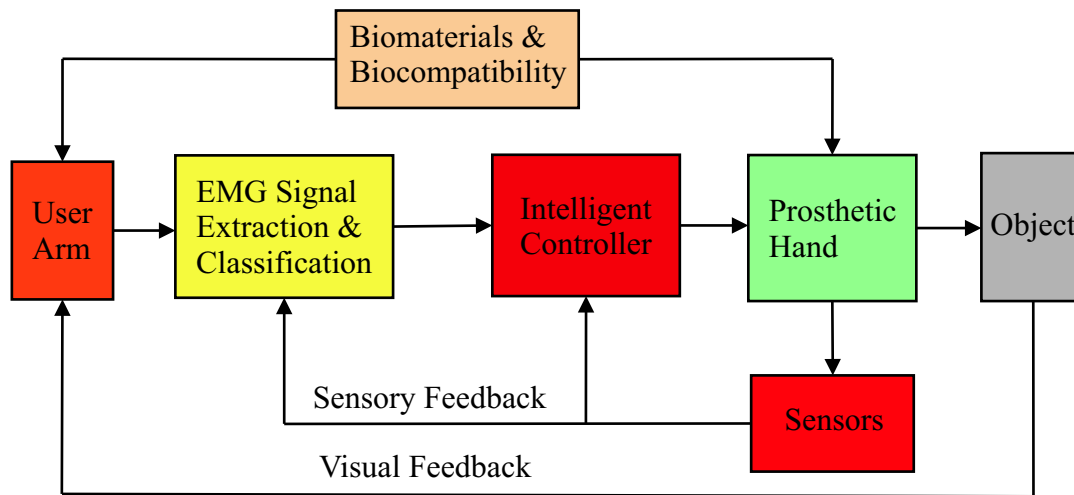 Biomaterials &
Biocompatibility
User
Arm
EMG Signal
Extraction &
Classification
Intelligent
Controller
Prosthetic
Hand
Object
Sensory Feedback
Sensors
Visual Feedback